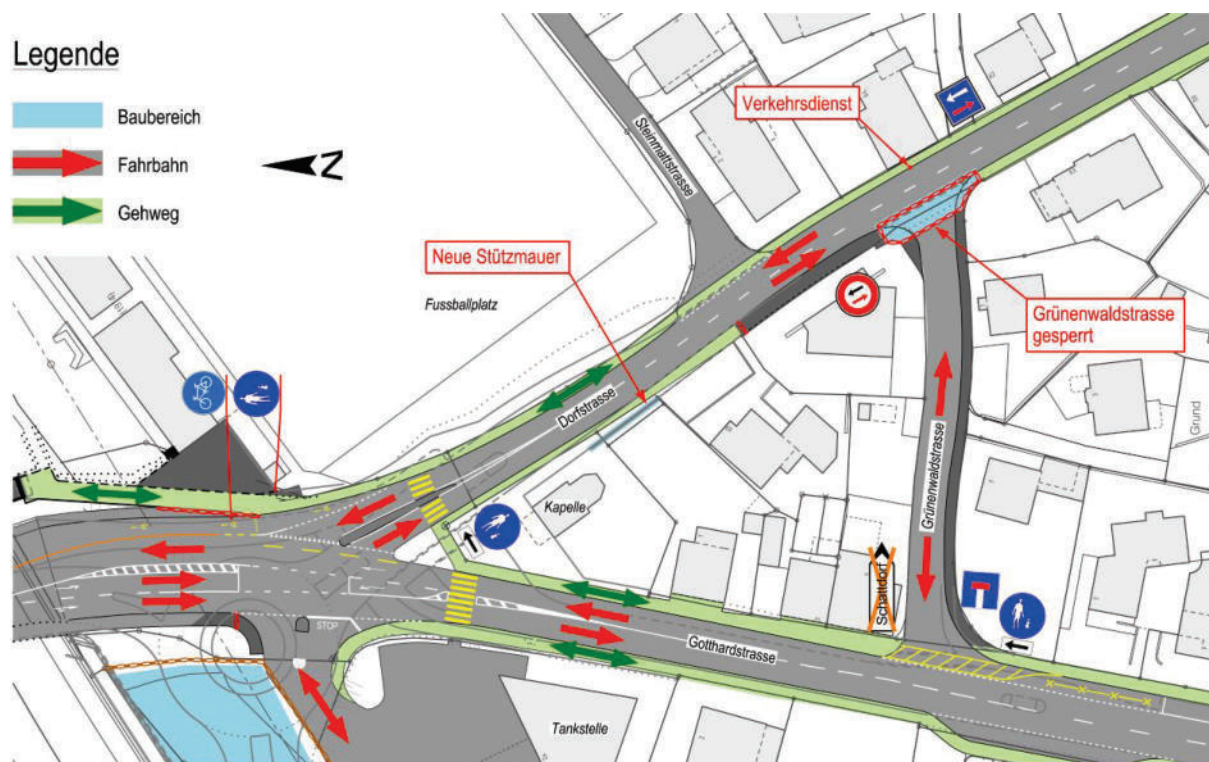 Legende
Baubereich
Fahrbahn
Gehweg
N
Verkehrsdienst
Steinmattstrasse
Neue Stützmauer
Fussballplatz
Grünenwaldstrasse
gesperrt
Dorfstrasse
Grünenwaldstrasse
Grund
Kapelle
Schattdorf
STOP
Gotthardstrasse
Tankstelle